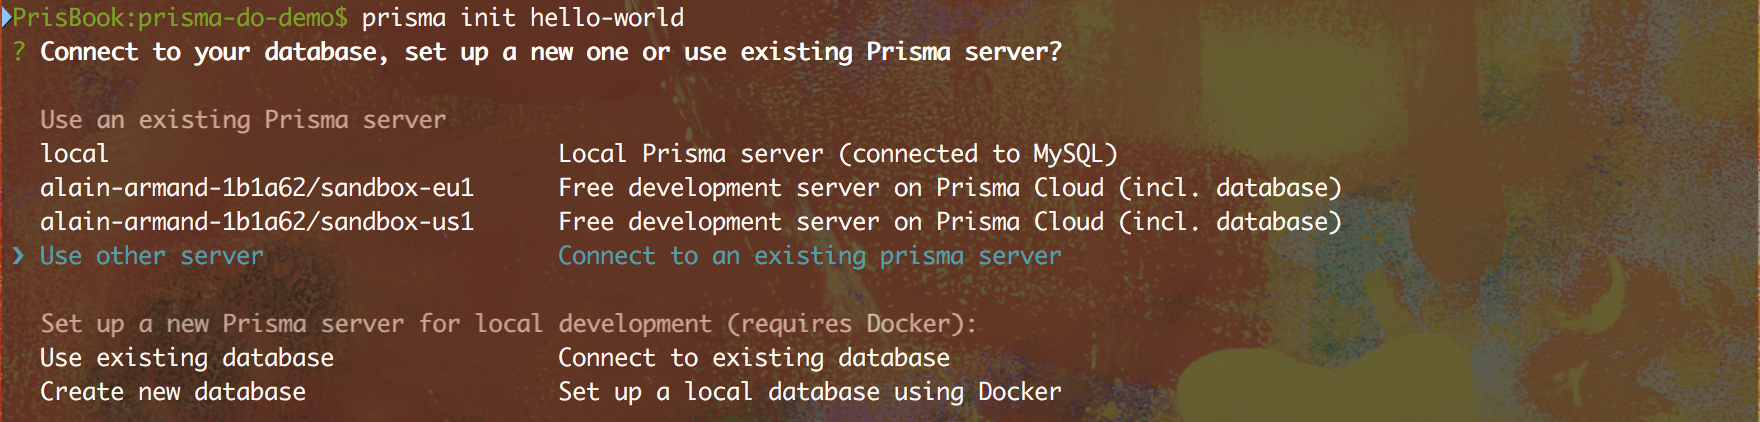 PrisBook:prisma-do-demo$ prisma init hello-world
? Connect to your database, set up a new one or use existing Prisma server?
Use an existing Prisma server
local Local Prisma server (connected to MySQL)
alain-armand-1b1a62/sandbox-eu1 Free development server on Prisma Cloud (incl. database)
alain-armand-1b1a62/sandbox-us1 Free development server on Prisma Cloud (incl. database)
❯ Use other server Connect to an existing prisma server
Set up a new Prisma server for local development (requires Docker):
Use existing database Connect to existing database
Create new database Set up a local database using Docker